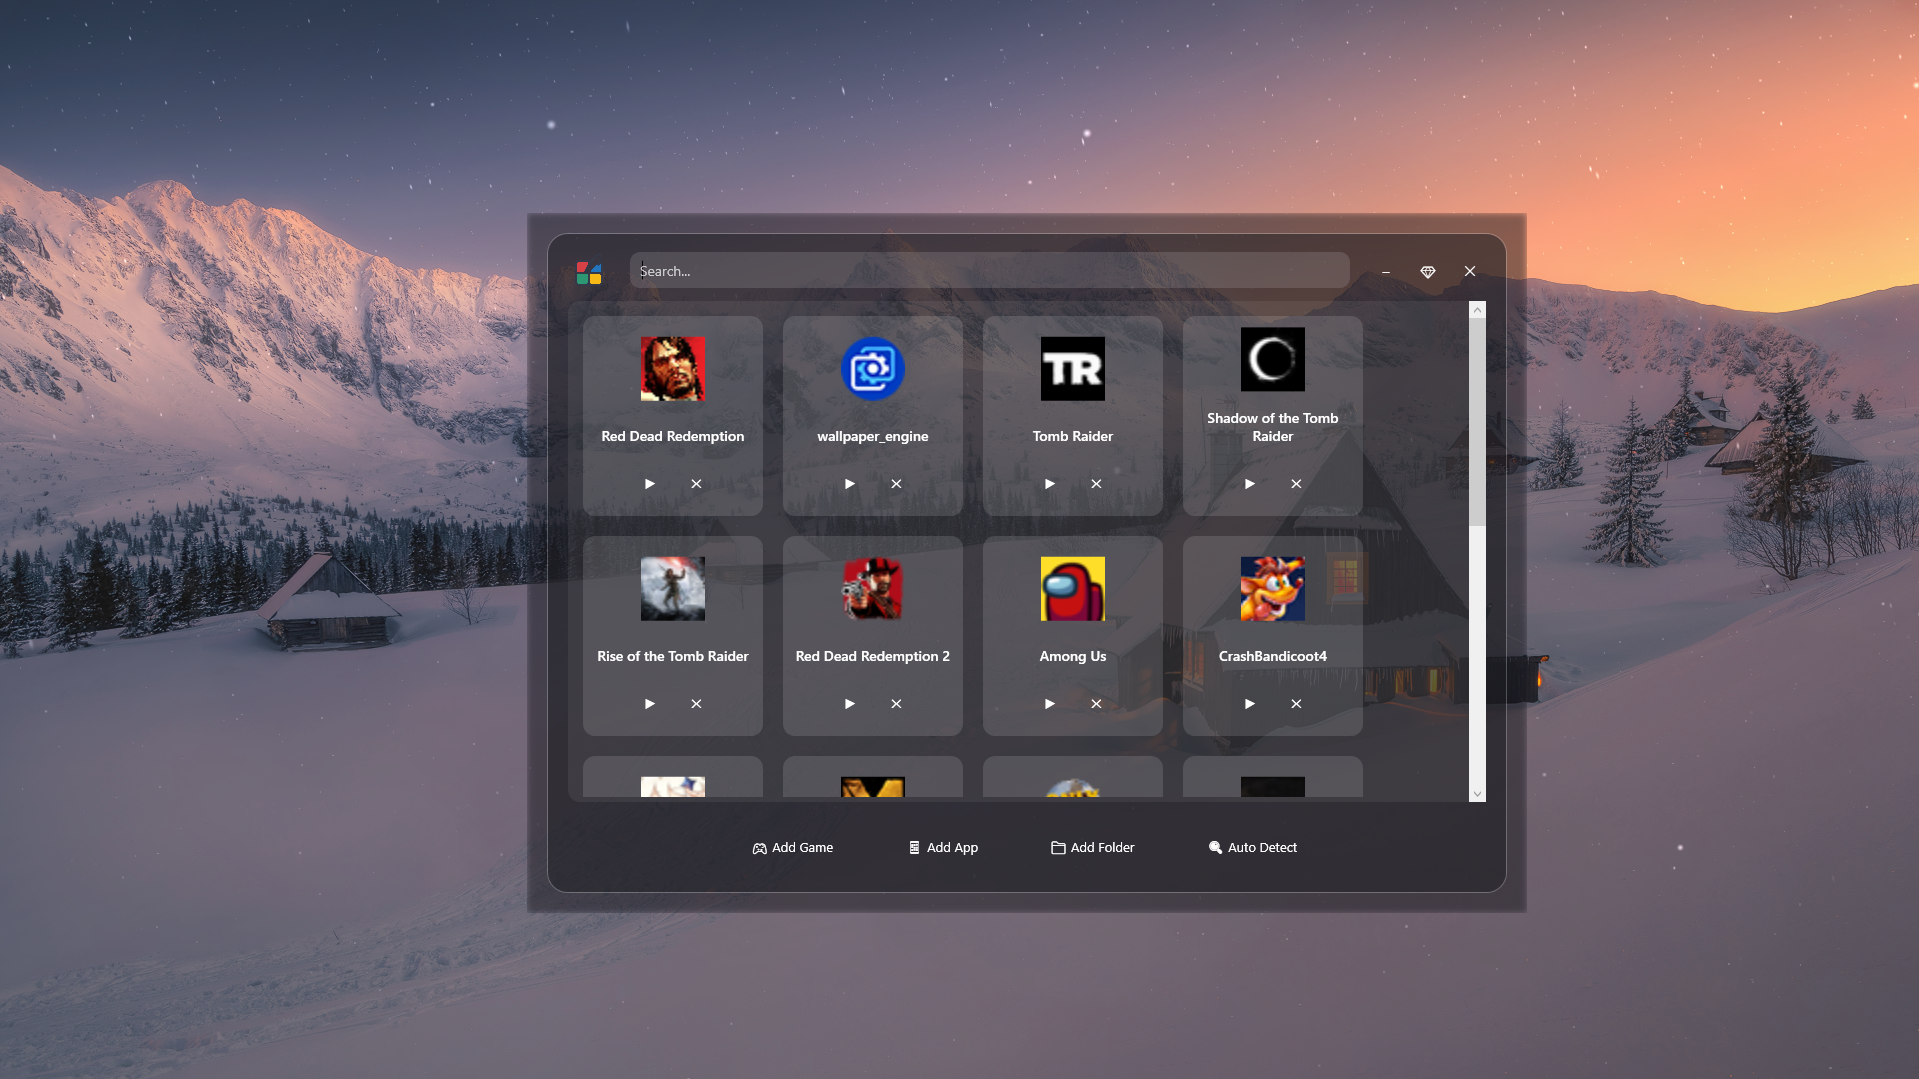 Search...
TR
Red Dead Redemption
wallpaper_engine
Tomb Raider
Shadow of the Tomb
Raider
Rise of the Tomb Raider
Red Dead Redemption 2
Among Us
CrashBandicoot4
Add Game
Add App
Add Folder
Auto Detect